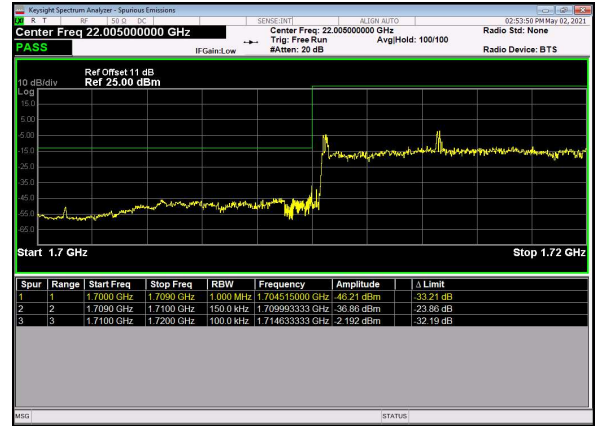 Keysight Spectrum Analyzer - Spurious Emissions
R T RF 50 Ω DC SENSE:INT ALIGN AUTO 02:53:50 PM May 02, 2021
Center Freq 22.005000000 GHz Center Freq: 22.005000000 GHz Radio Std: None
Trig: Free Run Avg|Hold: 100/100
PASS IFGain:Low #Atten: 20 dB Radio Device: BTS
Ref Offset 11 dB
10 dB/div Ref 25.00 dBm
Log
15.0
5.00
-5.00
-15.0
-25.0
-35.0
-45.0
-55.0
-65.0
Start 1.7 GHz Stop 1.72 GHz
Spur Range Start Freq Stop Freq RBW Frequency Amplitude Δ Limit
1 1 1.7000 GHz 1.7090 GHz 1.000 MHz 1.704515000 GHz -46.21 dBm -33.21 dB
2 2 1.7090 GHz 1.7100 GHz 150.0 kHz 1.709993333 GHz -36.86 dBm -23.86 dB
3 3 1.7100 GHz 1.7200 GHz 100.0 kHz 1.714633333 GHz -2.192 dBm -32.19 dB
MSG STATUS